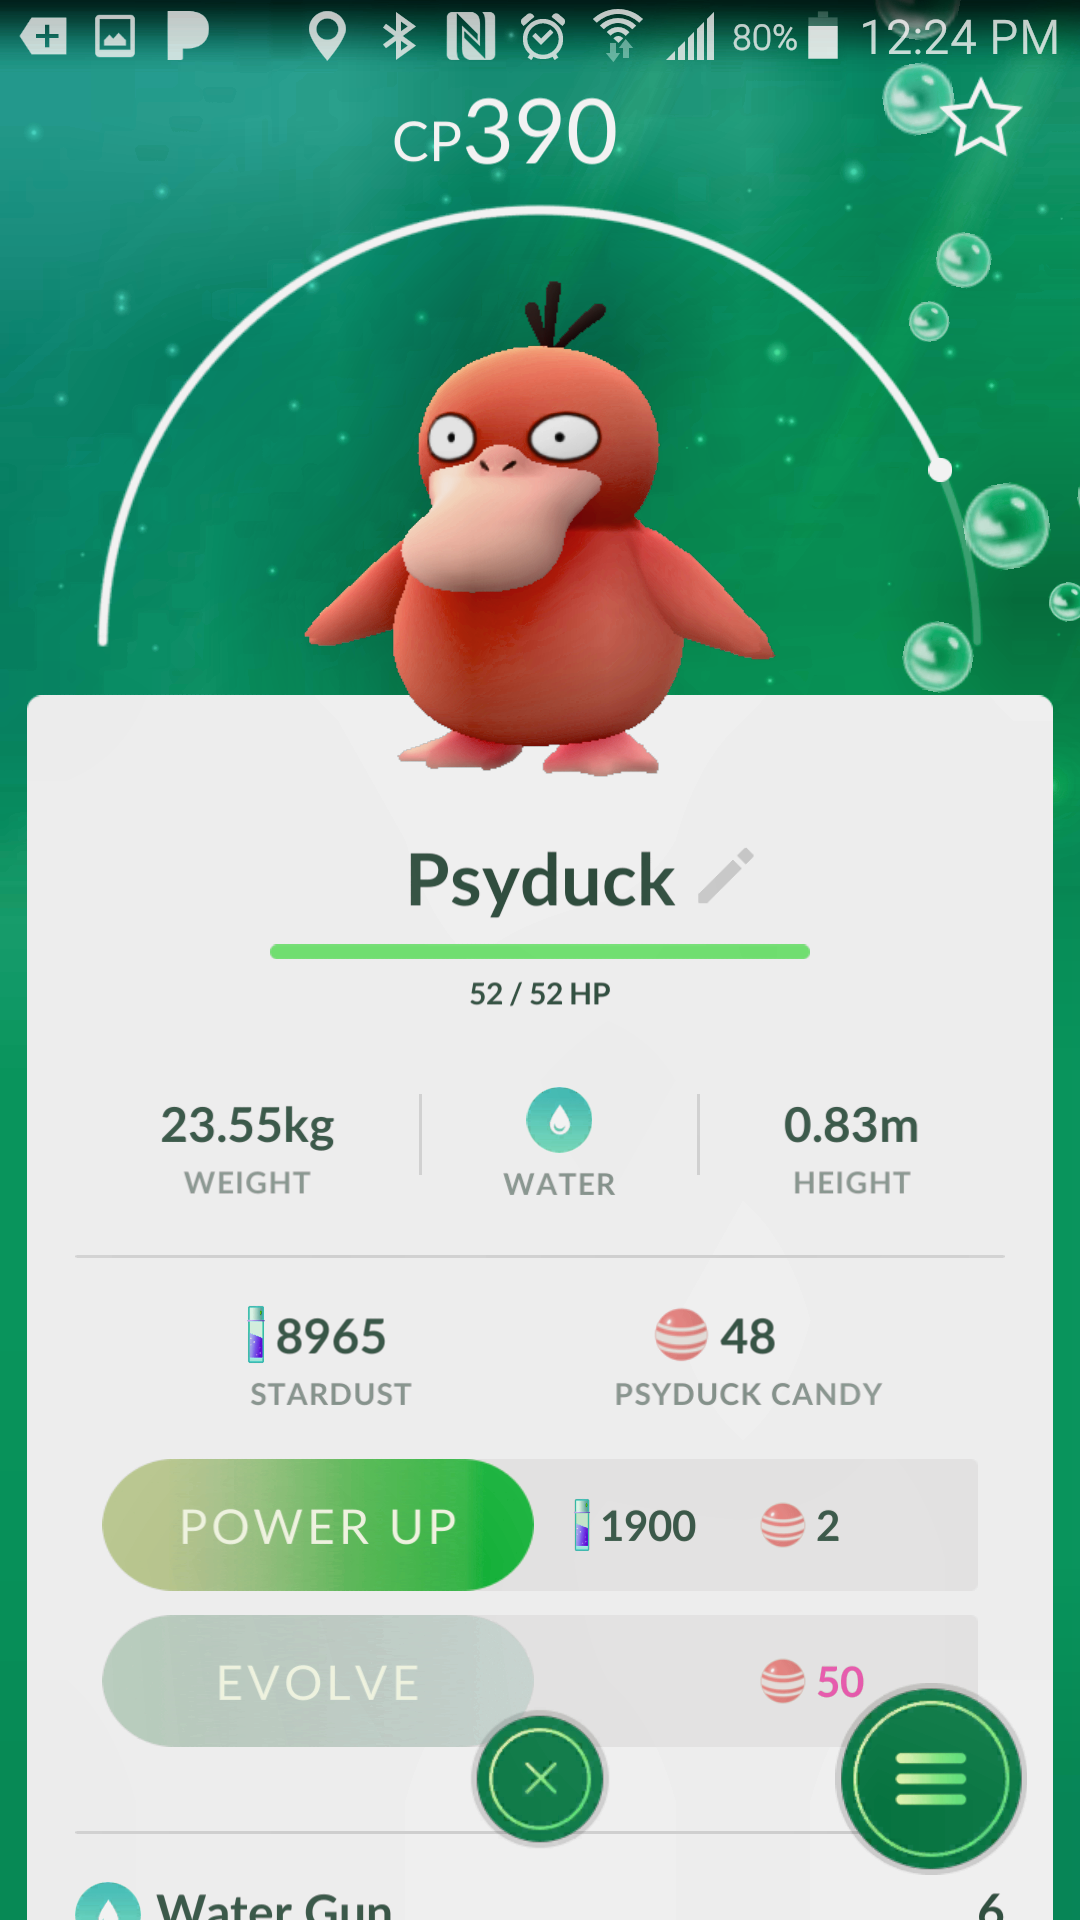 80% 12:24 PM
CP390
Psyduck
52 / 52 HP
23.55kg
WEIGHT
WATER
0.83m
HEIGHT
8965
STARDUST
48
PSYDUCK CANDY
POWER UP 1900 2
EVOLVE 50
Water Gun 6